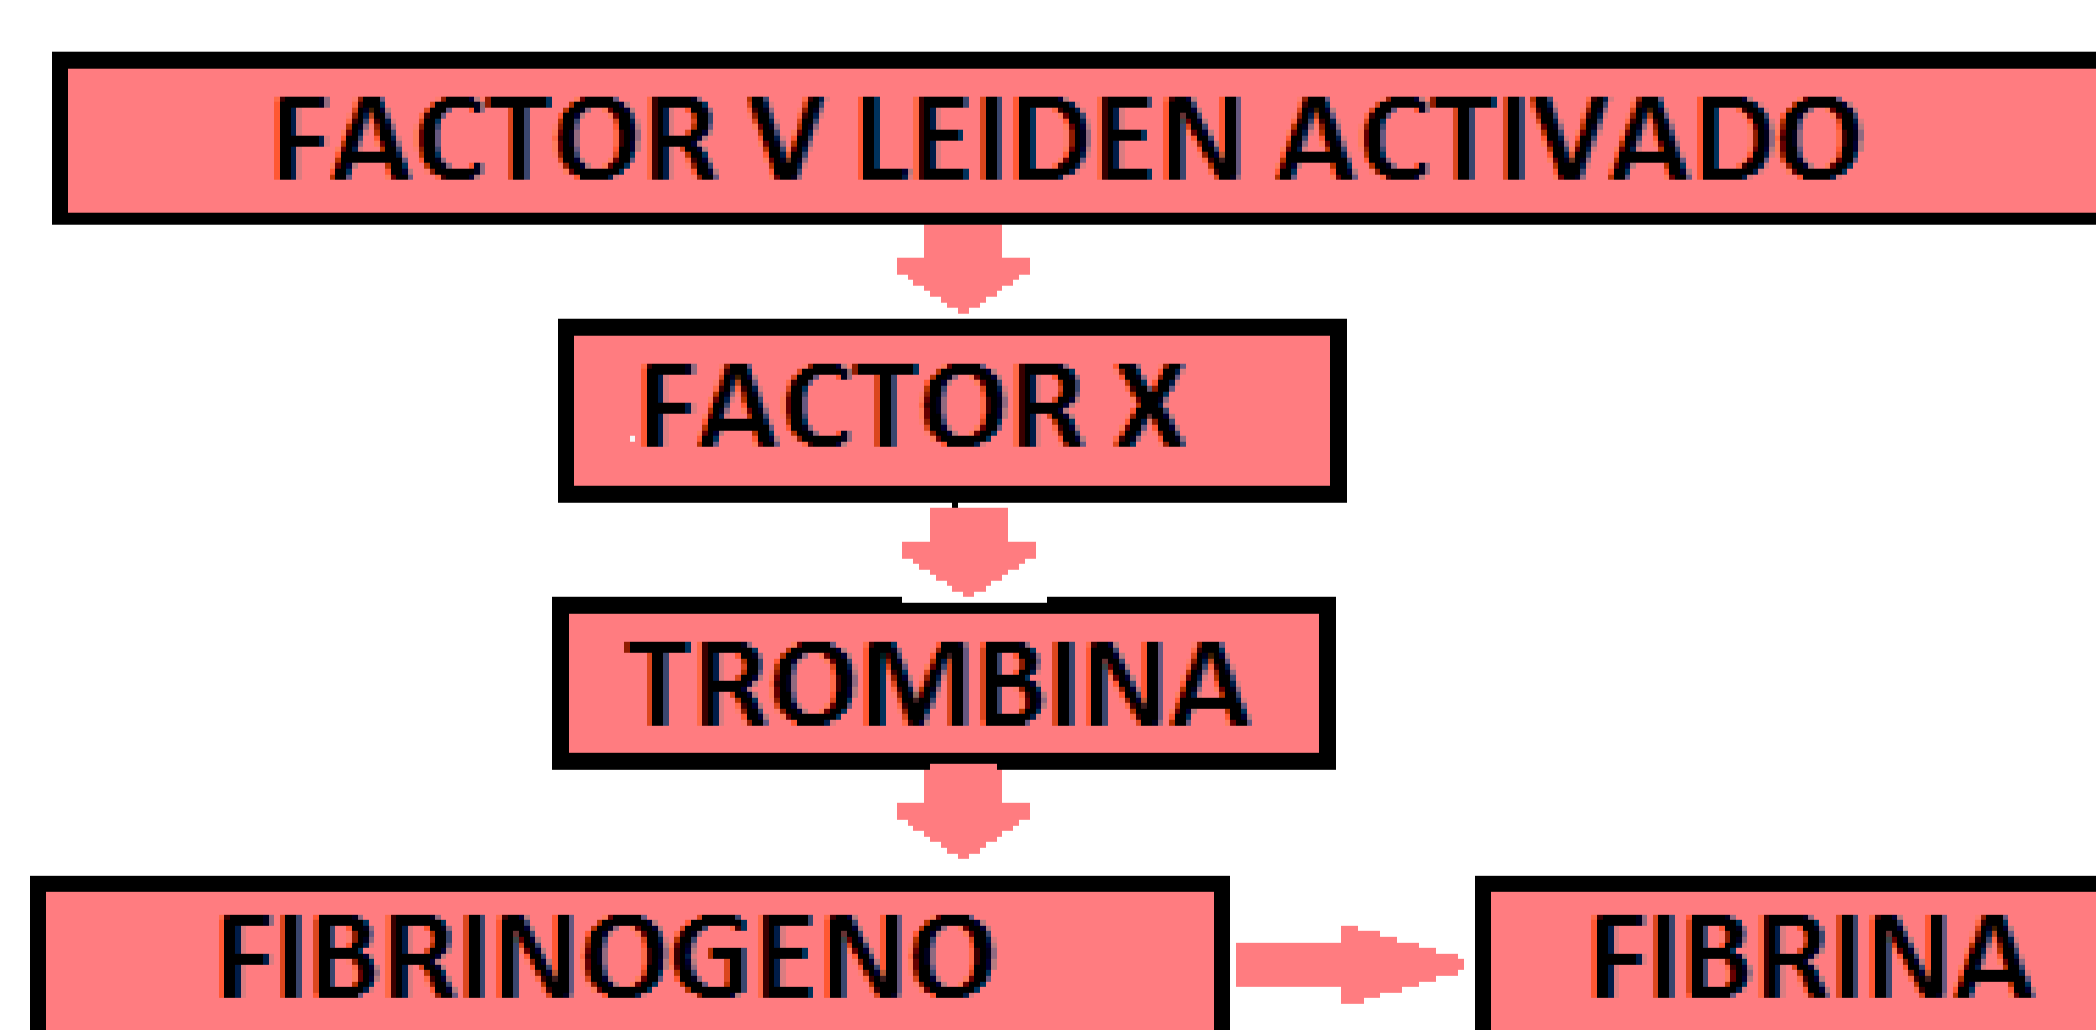 FACTOR V LEIDEN ACTIVADO
FACTOR X
TROMBINA
FIBRINOGENO
FIBRINA